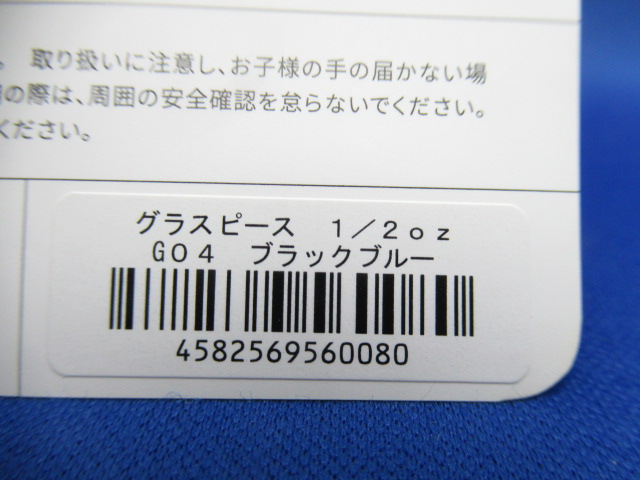 。 取り扱いに注意し、お子様の手の届かない場
の際は、周囲の安全確認を怠らないでください。
ください。
グラスピース 1／2oz
G04 ブラックブルー
4582569560080